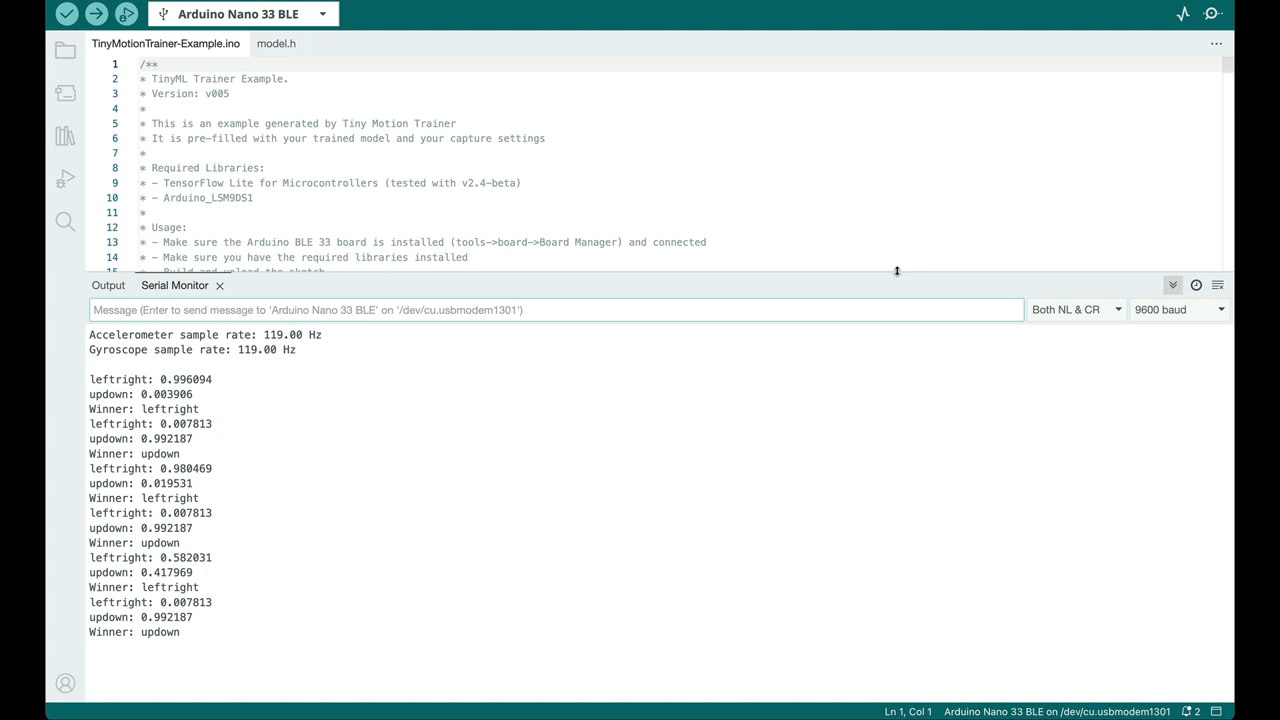 Arduino Nano 33 BLE
TinyMotionTrainer-Example.ino model.h
1 /**
2 * TinyML Trainer Example.
3 * Version: v005
4 *
5 * This is an example generated by Tiny Motion Trainer
6 * It is pre-filled with your trained model and your capture settings
7 *
8 * Required Libraries:
9 * - TensorFlow Lite for Microcontrollers (tested with v2.4-beta)
10 * - Arduino_LSM9DS1
11 *
12 * Usage:
13 * - Make sure the Arduino BLE 33 board is installed (tools->board->Board Manager) and connected
14 * - Make sure you have the required libraries installed
15 * - Build and upload the sketch
Output Serial Monitor
Message (Enter to send message to 'Arduino Nano 33 BLE' on '/dev/cu.usbmodem1301') Both NL & CR 9600 baud
Accelerometer sample rate: 119.00 Hz
Gyroscope sample rate: 119.00 Hz
leftright: 0.996094
updown: 0.003906
Winner: leftright
leftright: 0.007813
updown: 0.992187
Winner: updown
leftright: 0.980469
updown: 0.019531
Winner: leftright
leftright: 0.007813
updown: 0.992187
Winner: updown
leftright: 0.582031
updown: 0.417969
Winner: leftright
leftright: 0.007813
updown: 0.992187
Winner: updown
Ln 1, Col 1 Arduino Nano 33 BLE on /dev/cu.usbmodem1301 2